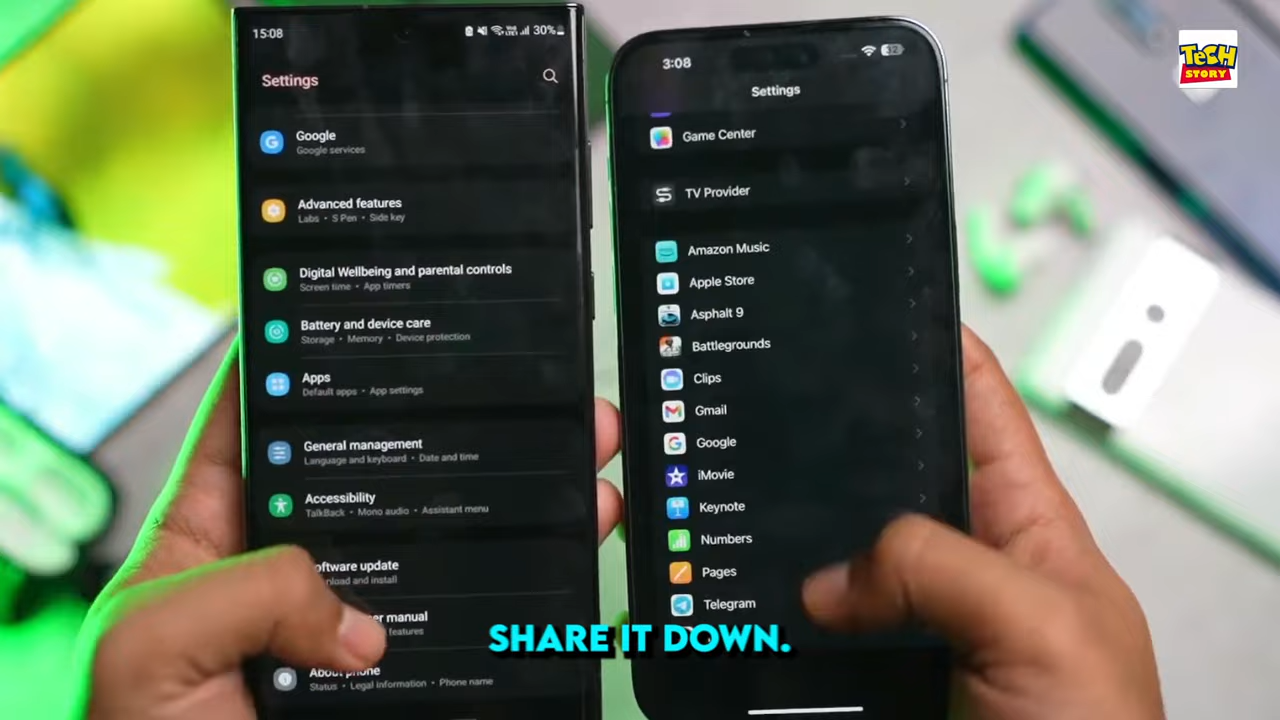 15:08
30%
Settings
Google
Google services
Advanced features
Labs • S Pen • Side key
Digital Wellbeing and parental controls
Screen time • App timers
Battery and device care
Storage • Memory • Device protection
Apps
Default apps • App settings
General management
Language and keyboard • Date and time
Accessibility
TalkBack • Mono audio • Assistant menu
oftware update
nload and install
er manual
features
About phone
Status • Legal information • Phone name
3:08
32
Settings
Game Center
TV Provider
Amazon Music
Apple Store
Asphalt 9
Battlegrounds
Clips
Gmail
Google
iMovie
Keynote
Numbers
Pages
Telegram
TECH
STORY
SHARE IT DOWN.